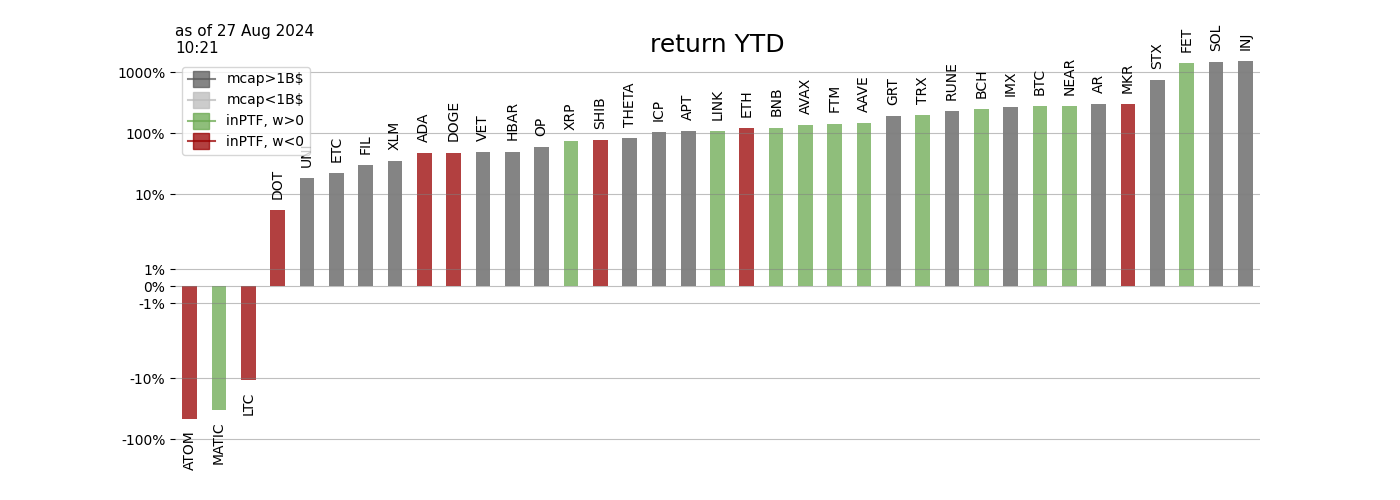 as of 27 Aug 2024
10:21
return YTD
mcap>1B$
mcap<1B$
inPTF, w>0
inPTF, w<0
1000%
100%
10%
1%
0%
-1%
-10%
-100%
ATOM
MATIC
LTC
DOT
UNI
ETC
FIL
XLM
ADA
DOGE
VET
HBAR
OP
XRP
SHIB
THETA
ICP
APT
LINK
ETH
BNB
AVAX
FTM
AAVE
GRT
TRX
RUNE
BCH
IMX
BTC
NEAR
AR
MKR
STX
FET
SOL
INJ